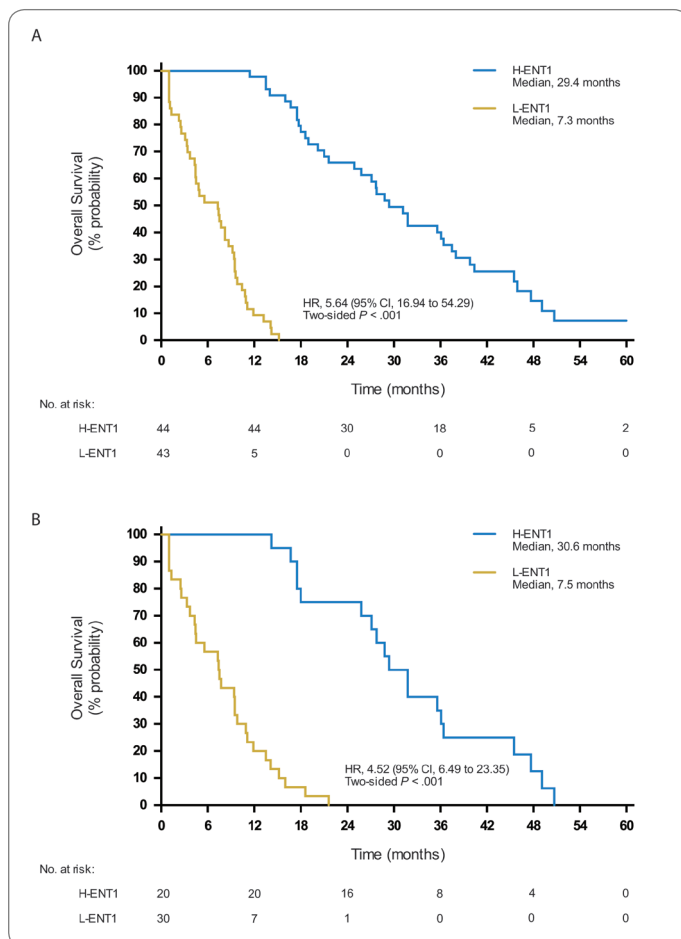 A
H-ENT1
Median, 29.4 months
L-ENT1
Median, 7.3 months
Overall Survival
(% probability)
100
90
80
70
60
50
40
30
20
10
0
HR, 5.64 (95% CI, 16.94 to 54.29)
Two-sided P < .001
0 6 12 18 24 30 36 42 48 54 60
Time (months)
No. at risk:
H-ENT1 44 44 30 18 5 2
L-ENT1 43 5 0 0 0 0
B
H-ENT1
Median, 30.6 months
L-ENT1
Median, 7.5 months
Overall Survival
(% probability)
100
90
80
70
60
50
40
30
20
10
0
HR, 4.52 (95% CI, 6.49 to 23.35)
Two-sided P < .001
0 6 12 18 24 30 36 42 48 54 60
Time (months)
No. at risk:
H-ENT1 20 20 16 8 4 0
L-ENT1 30 7 1 0 0 0